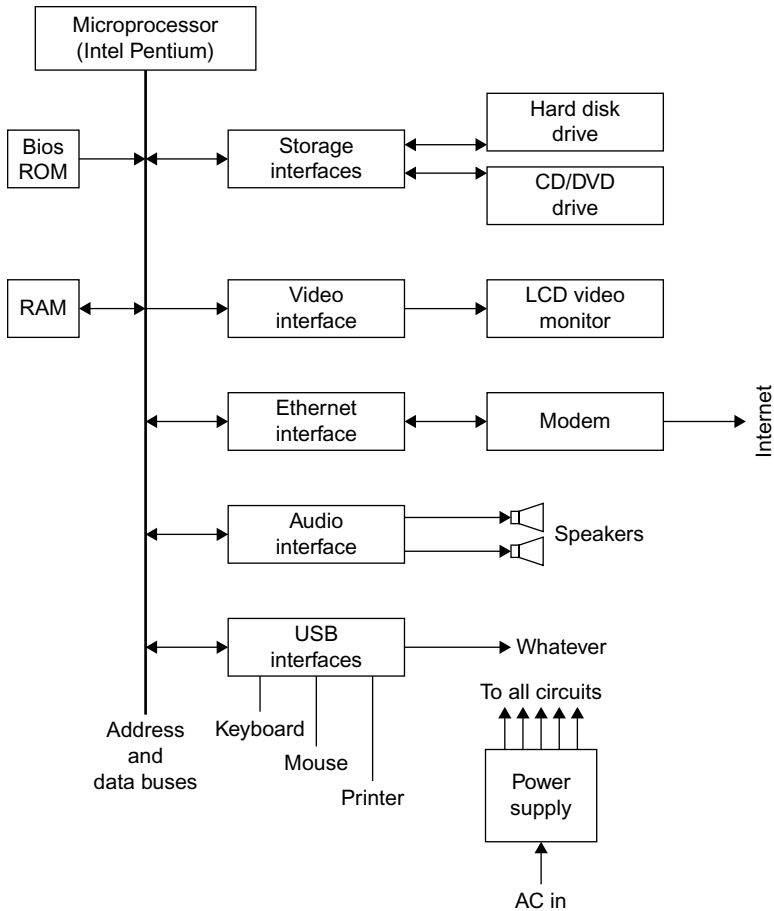 Microprocessor
(Intel Pentium)
Bios
ROM
Storage
interfaces
Hard disk
drive
CD/DVD
drive
RAM
Video
interface
LCD video
monitor
Ethernet
interface
Modem
Internet
Audio
interface
Speakers
USB
interfaces
Whatever
To all circuits
Keyboard
Mouse
Printer
Address
and
data buses
Power
supply
AC in